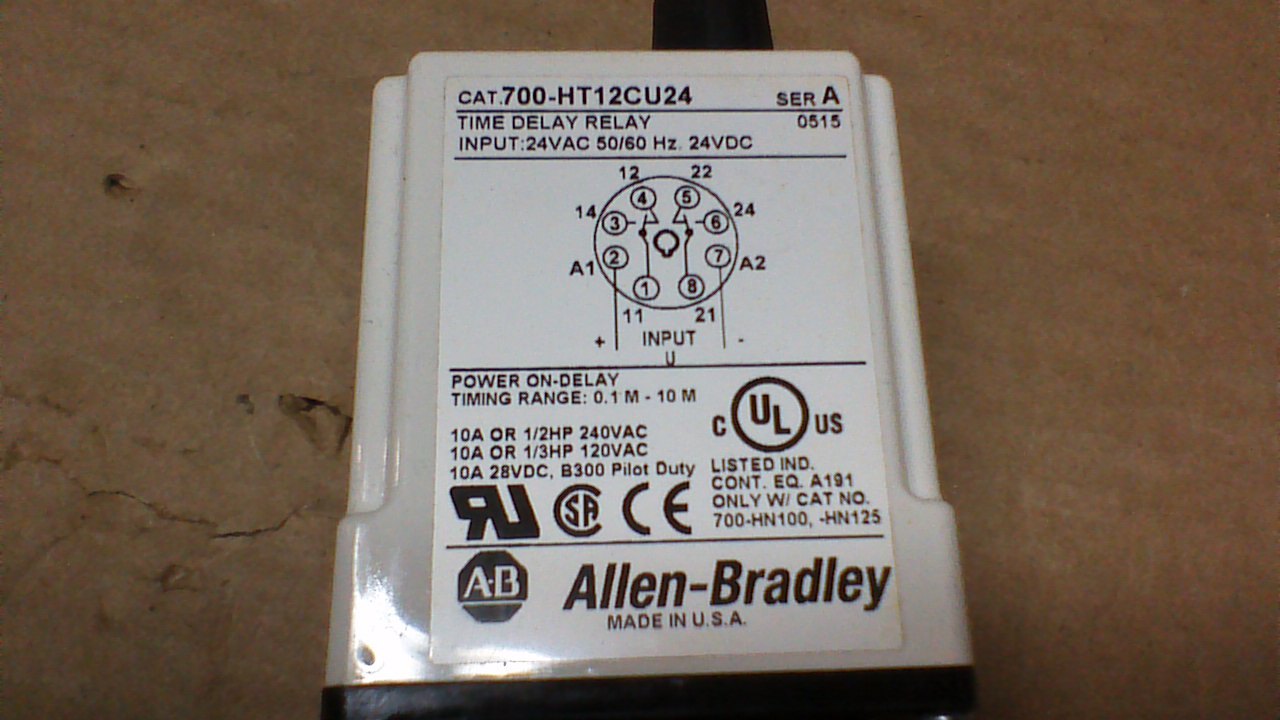 CAT.700-HT12CU24 SER A
TIME DELAY RELAY 0515
INPUT:24VAC 50/60 Hz. 24VDC
12 22
4 5
14 3 6 24
A1 2 7 A2
1 8
11 21
+ INPUT -
U
POWER ON-DELAY
TIMING RANGE: 0.1 M - 10 M
10A OR 1/2HP 240VAC
10A OR 1/3HP 120VAC
10A 28VDC, B300 Pilot Duty
C UL US
LISTED IND.
CONT. EQ. A191
ONLY W/ CAT NO.
700-HN100, -HN125
RU SA CE
A-B Allen-Bradley
MADE IN U.S.A.